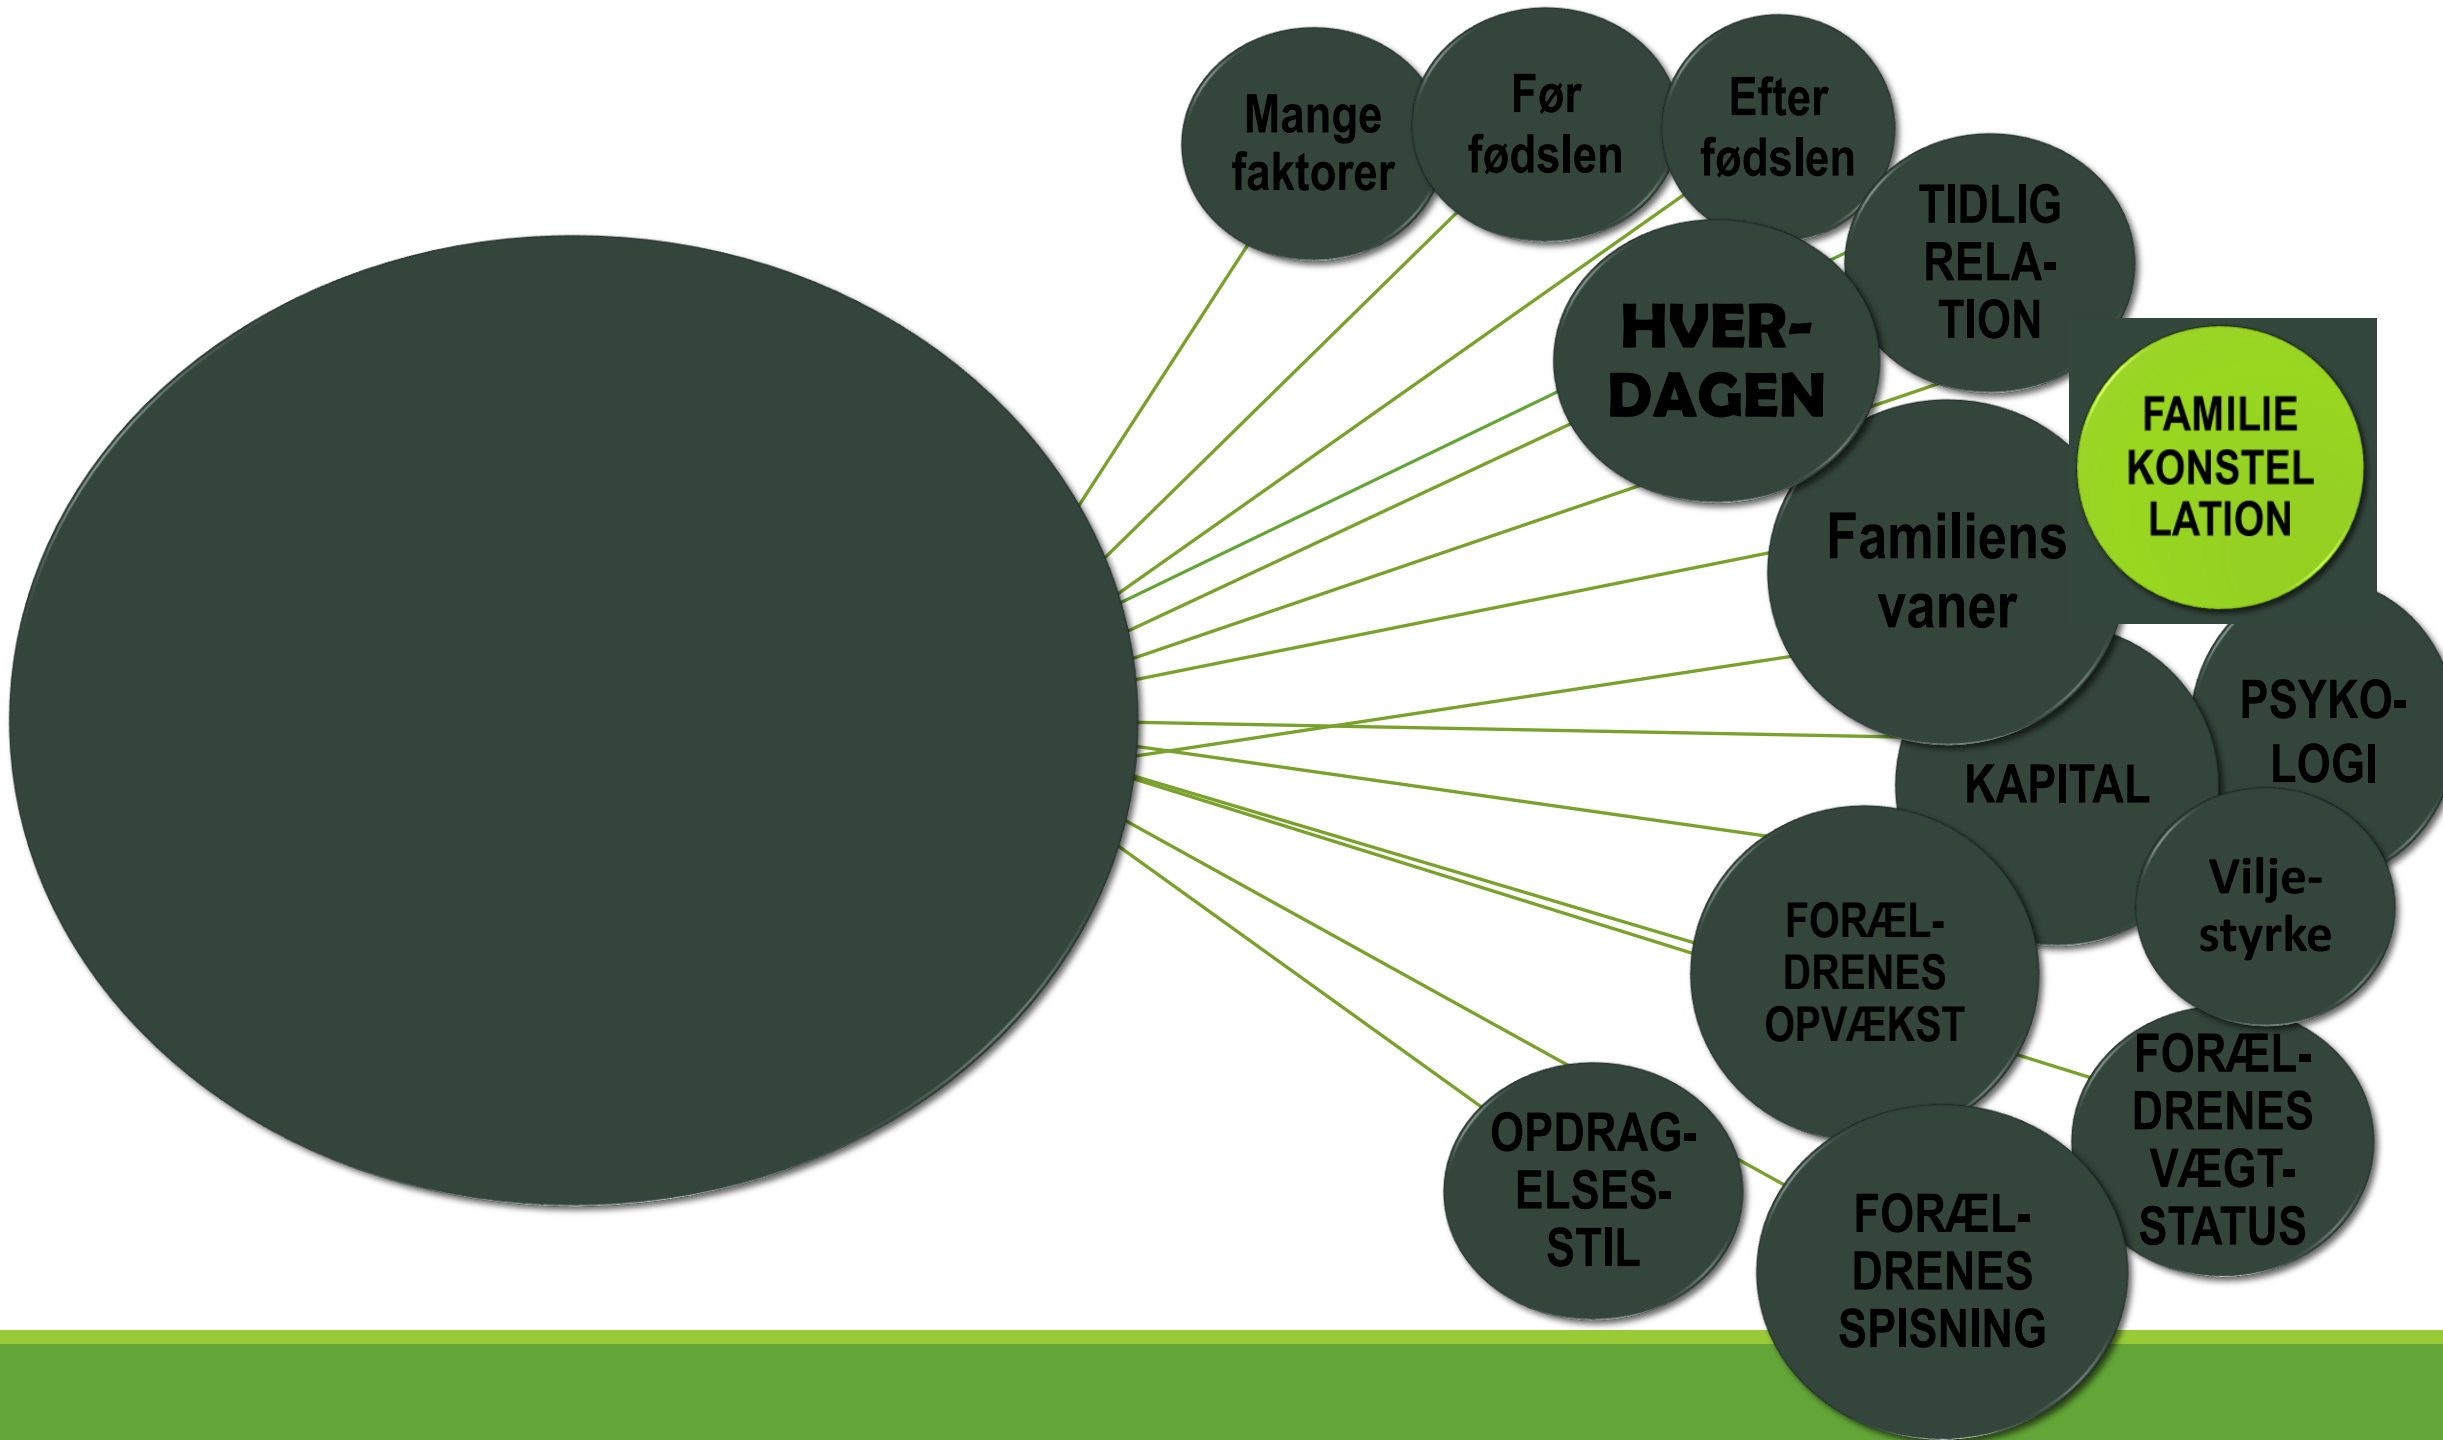 Mange
faktorer
Før
fødslen
Efter
fødslen
TIDLIG
RELA-
TION
HVER-
DAGEN
FAMILIE
KONSTEL
LATION
Familiens
vaner
PSYKO-
LOGI
KAPITAL
Vilje-
styrke
FORÆL-
DRENES
OPVÆKST
FORÆL-
DRENES
VÆGT-
STATUS
OPDRAG-
ELSES-
STIL
FORÆL-
DRENES
SPISNING